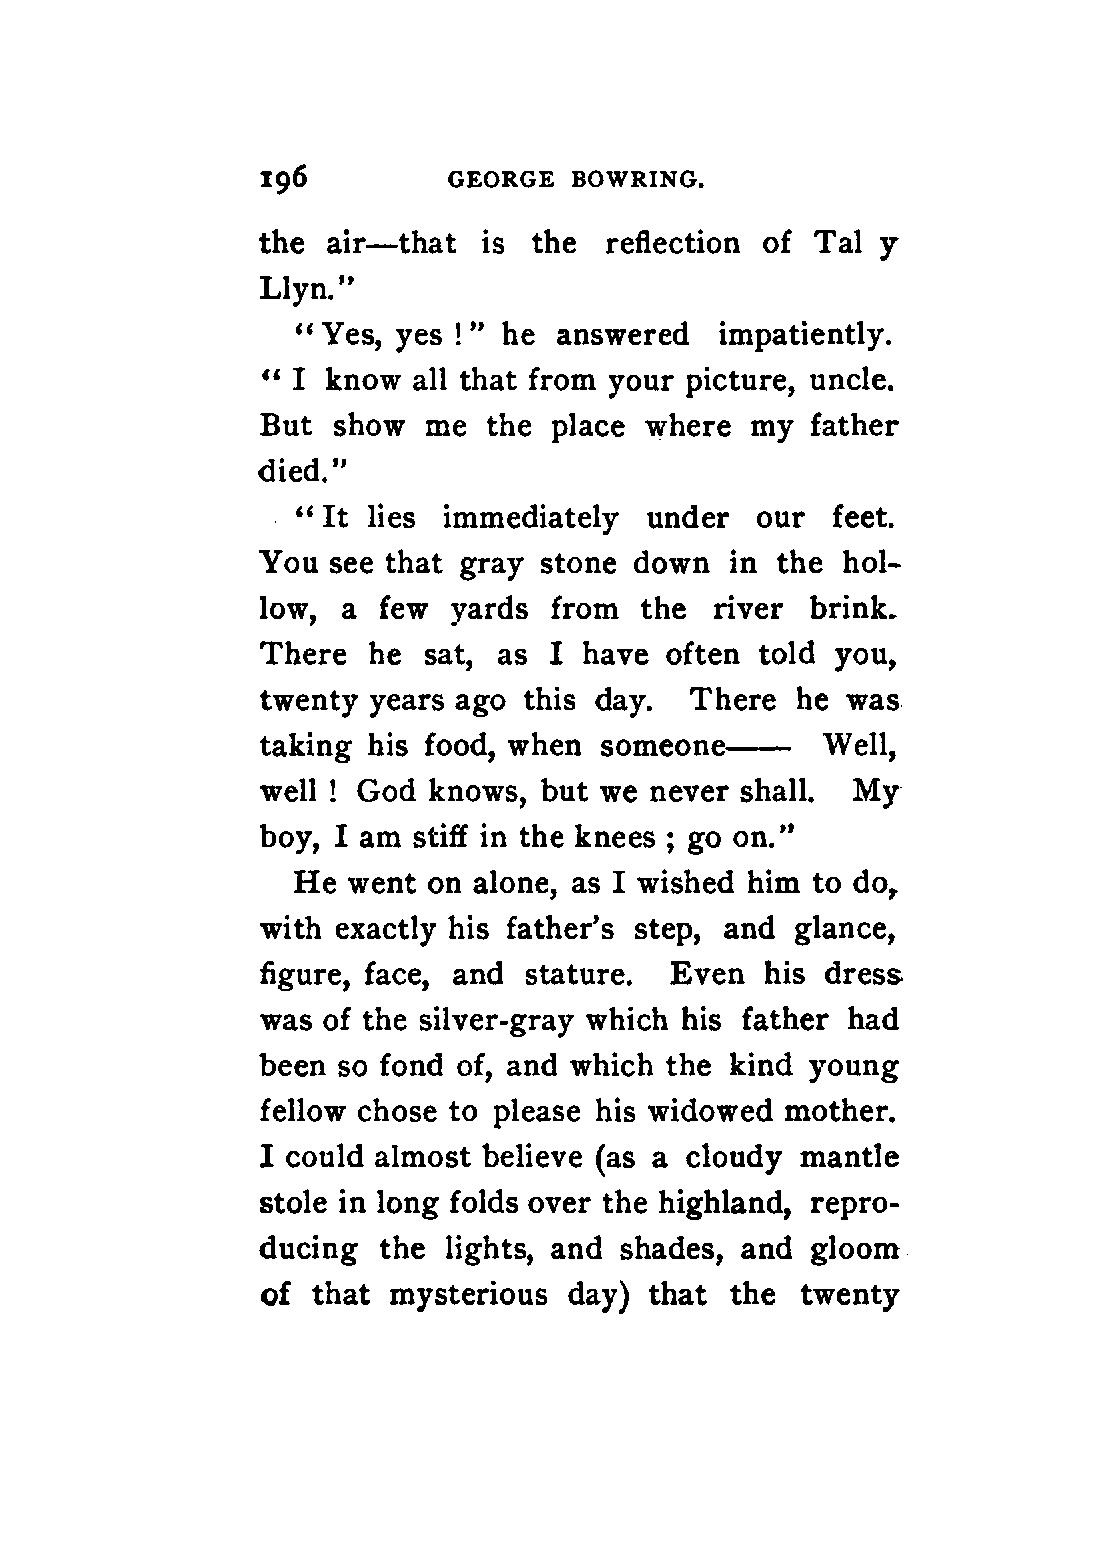 196 GEORGE BOWRING.
the air—that is the reflection of Tal y
Llyn."
"Yes, yes !" he answered impatiently.
"I know all that from your picture, uncle.
But show me the place where my father
died."
"It lies immediately under our feet.
You see that gray stone down in the hol-
low, a few yards from the river brink.
There he sat, as I have often told you,
twenty years ago this day. There he was
taking his food, when someone—— Well,
well ! God knows, but we never shall. My
boy, I am stiff in the knees ; go on."
He went on alone, as I wished him to do,
with exactly his father's step, and glance,
figure, face, and stature. Even his dress
was of the silver-gray which his father had
been so fond of, and which the kind young
fellow chose to please his widowed mother.
I could almost believe (as a cloudy mantle
stole in long folds over the highland, repro-
ducing the lights, and shades, and gloom
of that mysterious day) that the twenty